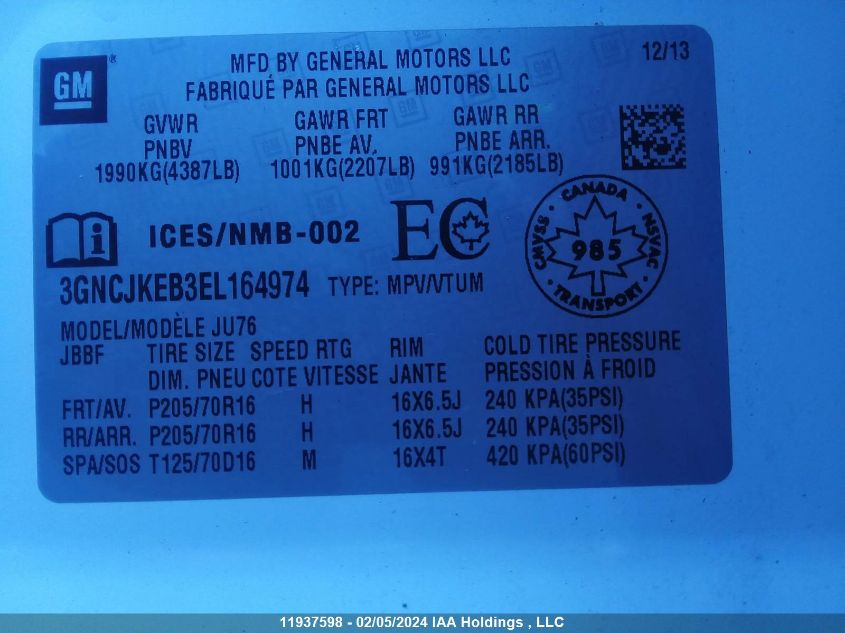 GM
MFD BY GENERAL MOTORS LLC 12/13
FABRIQUÉ PAR GENERAL MOTORS LLC
GVWR GAWR FRT GAWR RR
PNBV PNBE AV. PNBE ARR.
1990KG(4387LB) 1001KG(2207LB) 991KG(2185LB)
ICES/NMB-002 EC
CANADA
CMVSS NSVAC
985
TRANSPORT
3GNCJKEB3EL164974 TYPE: MPV/VTUM
MODEL/MODÈLE JU76
JBBF TIRE SIZE SPEED RTG RIM COLD TIRE PRESSURE
DIM. PNEU COTE VITESSE JANTE PRESSION À FROID
FRT/AV. P205/70R16 H 16X6.5J 240 KPA(35PSI)
RR/ARR. P205/70R16 H 16X6.5J 240 KPA(35PSI)
SPA/SOS T125/70D16 M 16X4T 420 KPA(60PSI)
11937598 - 02/05/2024 IAA Holdings , LLC